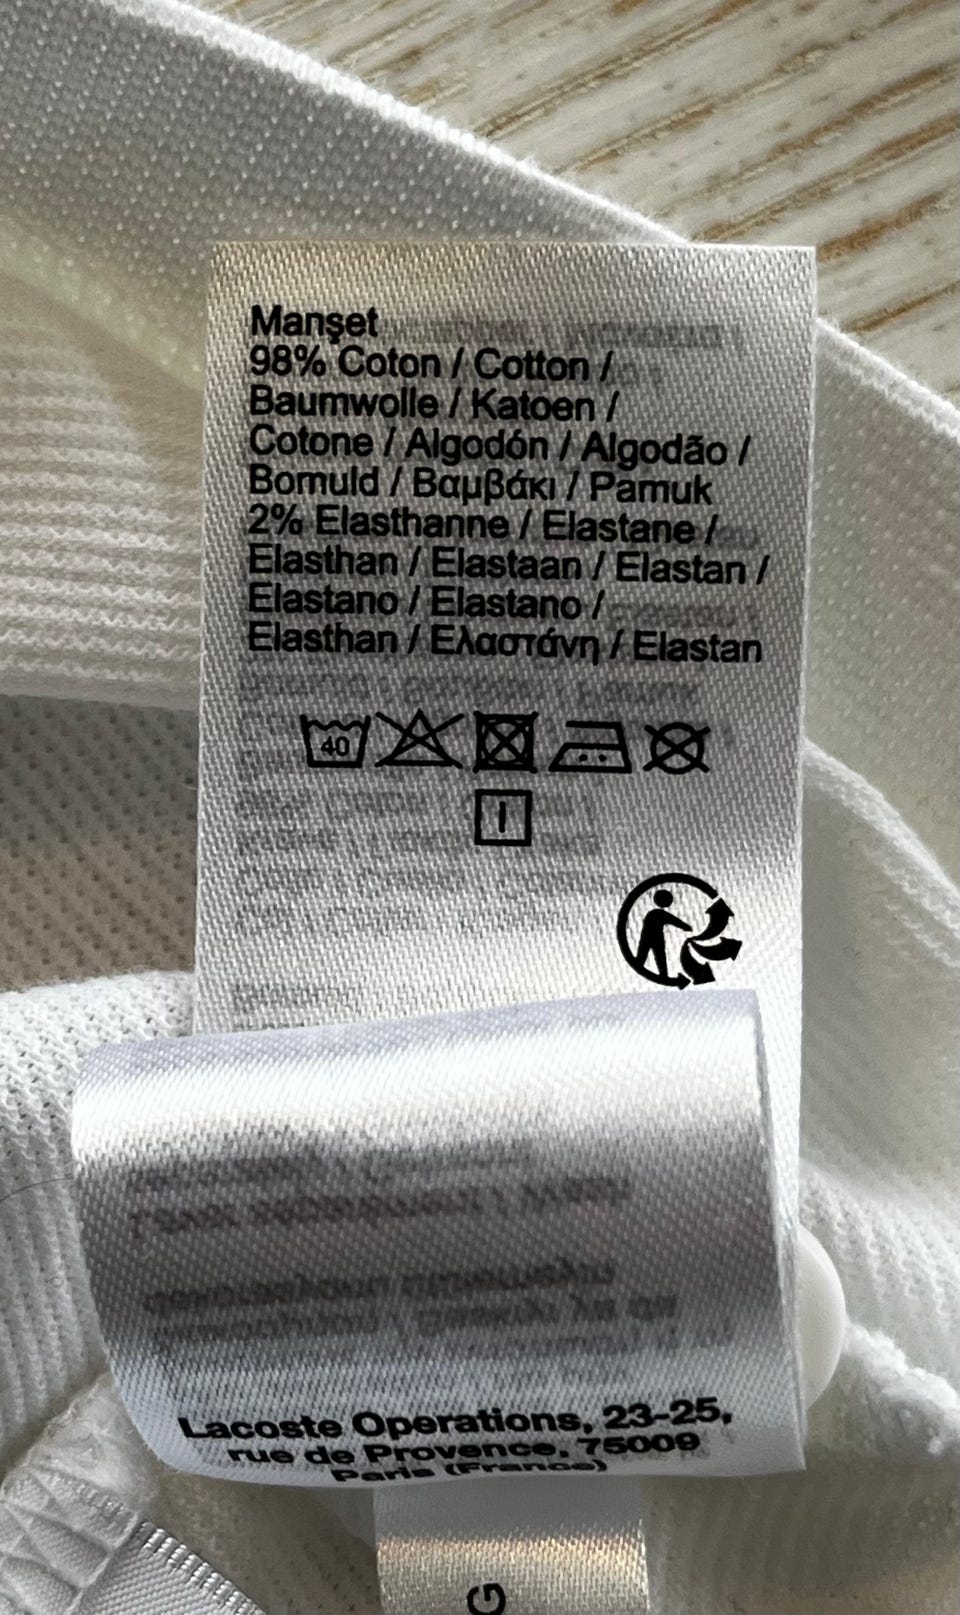 Manşet
98% Coton / Cotton /
Baumwolle / Katoen /
Cotone / Algodón / Algodão /
Bomuld / Βαμβάκι / Pamuk
2% Elasthanne / Elastane /
Elasthan / Elastaan / Elastan /
Elastano / Elastano /
Elasthan / Ελαστάνη / Elastan
40
Lacoste Operations, 23-25,
rue de Provence, 75009
Paris (France)
G